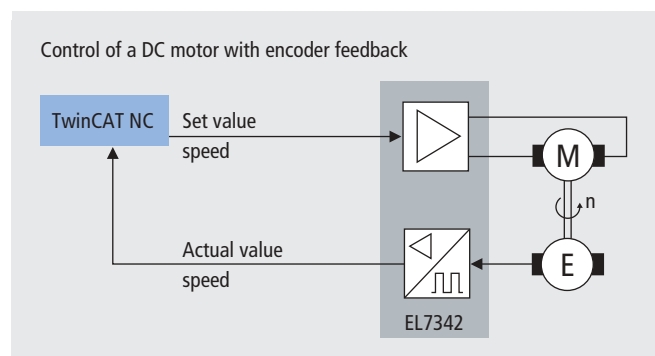 Control of a DC motor with encoder feedback
TwinCAT NC
Set value
speed
M
n
Actual value
speed
E
EL7342